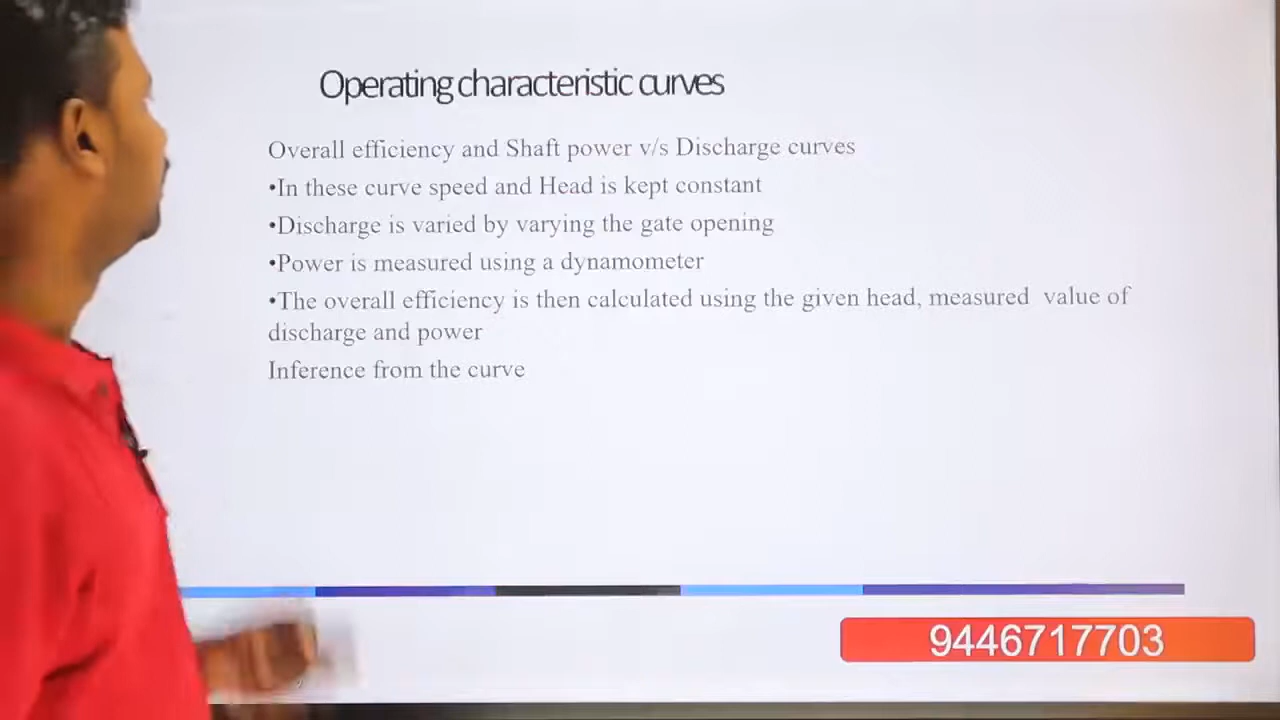 Operating characteristic curves
Overall efficiency and Shaft power v/s Discharge curves
•In these curve speed and Head is kept constant
•Discharge is varied by varying the gate opening
•Power is measured using a dynamometer
•The overall efficiency is then calculated using the given head, measured value of
discharge and power
Inference from the curve
9446717703